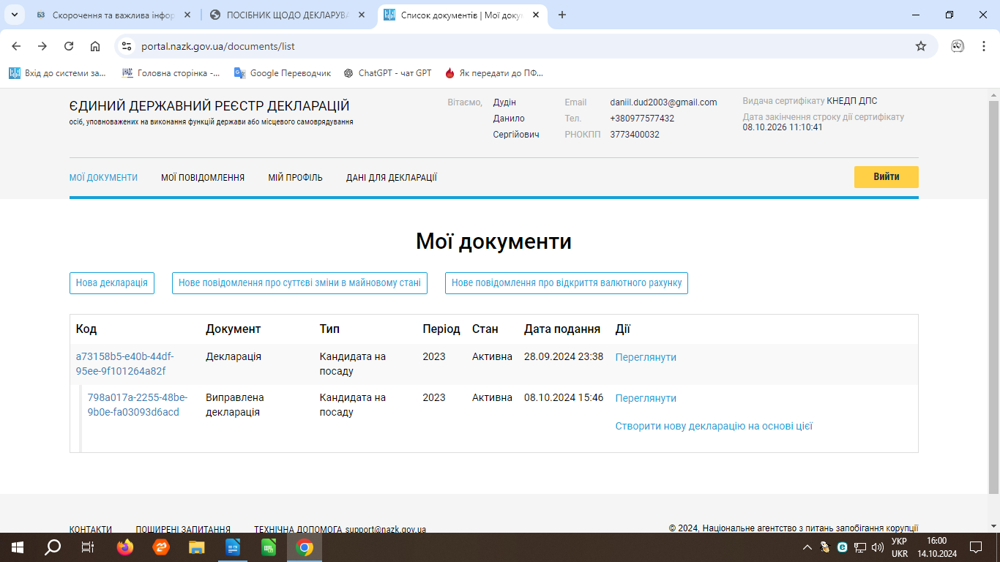 Скорочення та важлива інфор
ПОСІБНИК ЩОДО ДЕКЛАРУВА
Список документів | Мої докум
portal.nazk.gov.ua/documents/list
Вхід до системи за...
Головна сторінка -...
Google Переводчик
ChatGPT - чат GPT
Як передати до ПФ...
ЄДИНИЙ ДЕРЖАВНИЙ РЕЄСТР ДЕКЛАРАЦІЙ
осіб, уповноважених на виконання функцій держави або місцевого самоврядування
Вітаємо, Дудін
Данило
Сергійович
Email daniil.dud2003@gmail.com
Тел. +380977577432
РНОКПП 3773400032
Видача сертифікату КНЕДП ДПС
Дата закінчення строку дії сертифікату
08.10.2026 11:10:41
МОЇ ДОКУМЕНТИ МОЇ ПОВІДОМЛЕННЯ МІЙ ПРОФІЛЬ ДАНІ ДЛЯ ДЕКЛАРАЦІЇ Вийти
Мої документи
Нова декларація Нове повідомлення про суттєві зміни в майновому стані Нове повідомлення про відкриття валютного рахунку
Код Документ Тип Період Стан Дата подання Дії
a73158b5-e40b-44df- Декларація Кандидата на 2023 Активна 28.09.2024 23:38 Переглянути
95ee-9f101264a82f посаду
798a017a-2255-48be- Виправлена Кандидата на 2023 Активна 08.10.2024 15:46 Переглянути
9b0e-fa03093d6acd декларація посаду
Створити нову декларацію на основі цієї
КОНТАКТИ ПОШИРЕНІ ЗАПИТАННЯ ТЕХНІЧНА ДОПОМОГА support@nazk.gov.ua © 2024, Національне агентство з питань запобігання корупції
УКР 16:00
UKR 14.10.2024